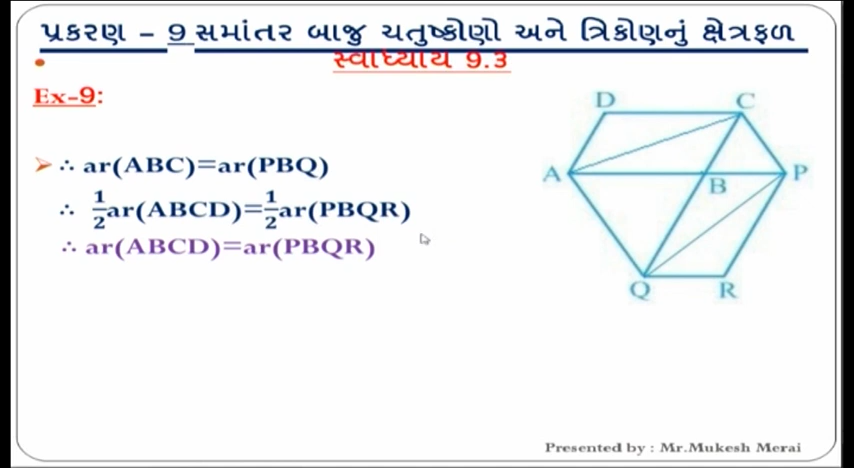 પ્રકરણ – 9 સમાંતર બાજુ ચતુષ્કોણો અને ત્રિકોણનું ક્ષેત્રફળ
સ્વાધ્યાય 9.3
Ex-9:
∴ ar(ABC)=ar(PBQ)
∴ 1/2ar(ABCD)=1/2ar(PBQR)
∴ ar(ABCD)=ar(PBQR)
D C
A B P
Q R
Presented by : Mr.Mukesh Merai